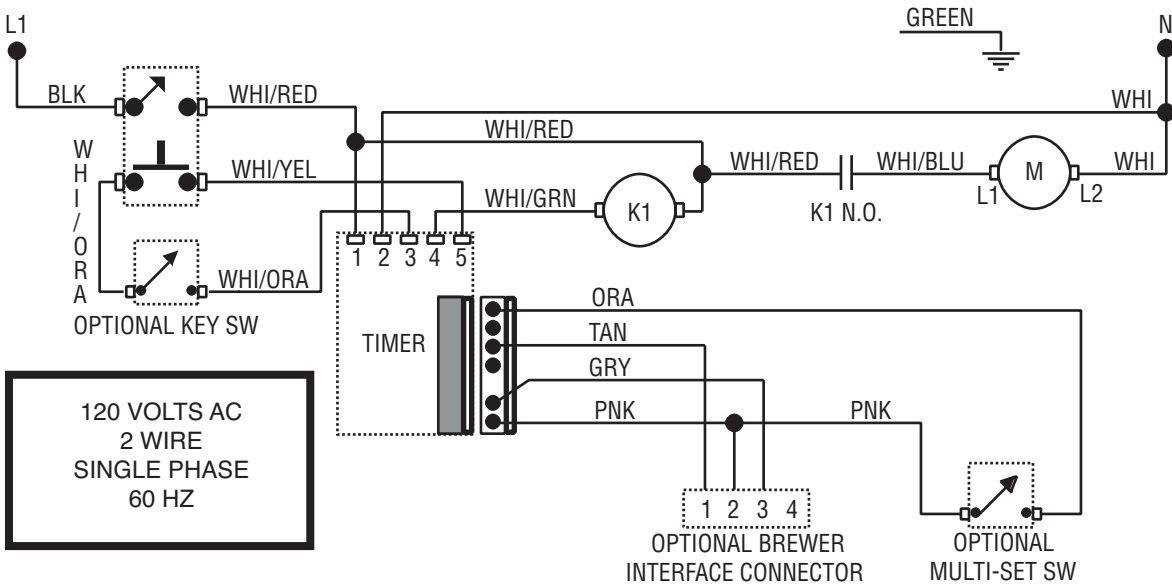 L1
GREEN
N
BLK
WHI/RED
WHI
WHI/RED
WHI/ORA
WHI/YEL
WHI/RED
WHI/BLU
M
WHI
L1
L2
WHI/GRN
K1
K1 N.O.
1 2 3 4 5
WHI/ORA
OPTIONAL KEY SW
TIMER
ORA
TAN
GRY
PNK
PNK
120 VOLTS AC
2 WIRE
SINGLE PHASE
60 HZ
1 2 3 4
OPTIONAL BREWER
INTERFACE CONNECTOR
OPTIONAL
MULTI-SET SW